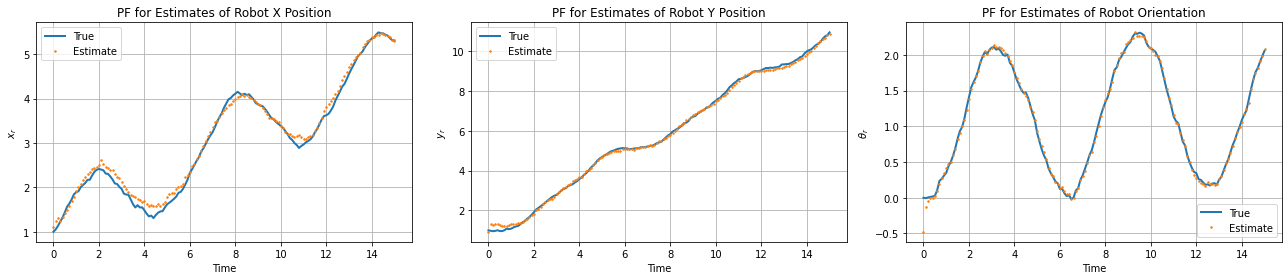 PF for Estimates of Robot X Position
True
Estimate
5
4
3
2
1
x_r
0 2 4 6 8 10 12 14
Time
PF for Estimates of Robot Y Position
True
Estimate
10
8
6
4
2
y_r
0 2 4 6 8 10 12 14
Time
PF for Estimates of Robot Orientation
2.0
1.5
1.0
0.5
0.0
−0.5
θ_r
True
Estimate
0 2 4 6 8 10 12 14
Time